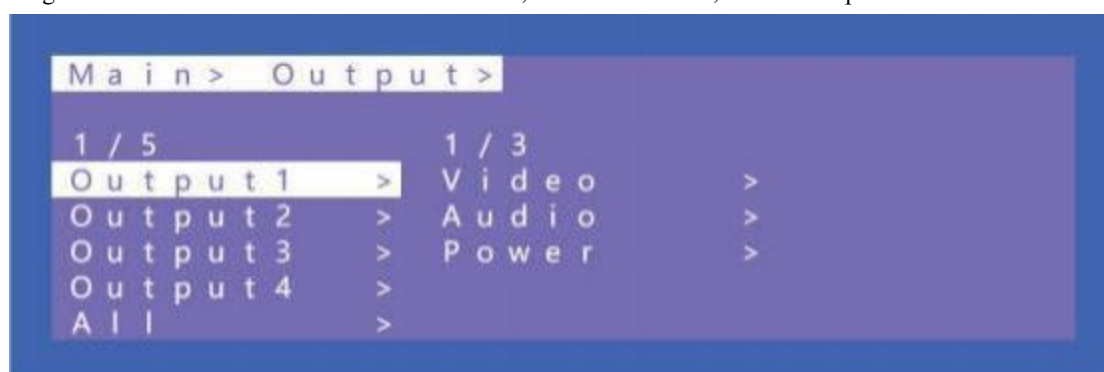 Main> Output>
1/5 1/3
Output1 > Video >
Output2 > Audio >
Output3 > Power >
Output4 >
All >